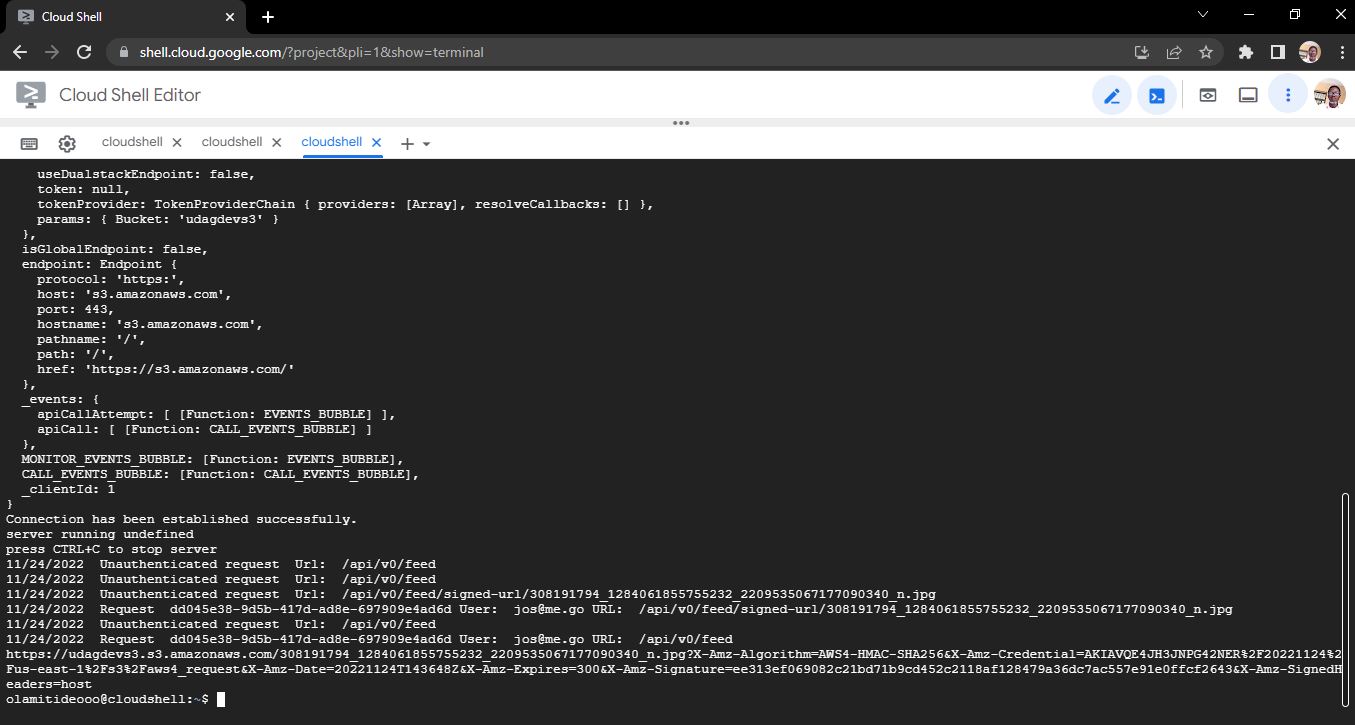 Cloud Shell
shell.cloud.google.com/?project&pli=1&show=terminal
Cloud Shell Editor
cloudshell cloudshell cloudshell
useDualstackEndpoint: false,
token: null,
tokenProvider: TokenProviderChain { providers: [Array], resolveCallbacks: [] },
params: { Bucket: 'udagdevs3' }
},
isGlobalEndpoint: false,
endpoint: Endpoint {
protocol: 'https:',
host: 's3.amazonaws.com',
port: 443,
hostname: 's3.amazonaws.com',
pathname: '/',
path: '/',
href: 'https://s3.amazonaws.com/'
},
_events: {
apiCallAttempt: [ [Function: EVENTS_BUBBLE] ],
apiCall: [ [Function: CALL_EVENTS_BUBBLE] ]
},
MONITOR_EVENTS_BUBBLE: [Function: EVENTS_BUBBLE],
CALL_EVENTS_BUBBLE: [Function: CALL_EVENTS_BUBBLE],
_clientId: 1
}
Connection has been established successfully.
server running undefined
press CTRL+C to stop server
11/24/2022 Unauthenticated request Url: /api/v0/feed
11/24/2022 Unauthenticated request Url: /api/v0/feed
11/24/2022 Unauthenticated request Url: /api/v0/feed/signed-url/308191794_1284061855755232_2209535067177090340_n.jpg
11/24/2022 Request dd045e38-9d5b-417d-ad8e-697909e4ad6d User: jos@me.go URL: /api/v0/feed/signed-url/308191794_1284061855755232_2209535067177090340_n.jpg
11/24/2022 Unauthenticated request Url: /api/v0/feed
11/24/2022 Request dd045e38-9d5b-417d-ad8e-697909e4ad6d User: jos@me.go URL: /api/v0/feed
https://udagdevs3.s3.amazonaws.com/308191794_1284061855755232_2209535067177090340_n.jpg?X-Amz-Algorithm=AWS4-HMAC-SHA256&X-Amz-Credential=AKIAVQE4JH3JNPG42NER%2F20221124%2
Fus-east-1%2Fs3%2Faws4_request&X-Amz-Date=20221124T143648Z&X-Amz-Expires=300&X-Amz-Signature=ee313ef069082c21bd71b9cd452c2118af128479a36dc7ac557e91e0ffcf2643&X-Amz-SignedH
eaders=host
olamitideooo@cloudshell:~$